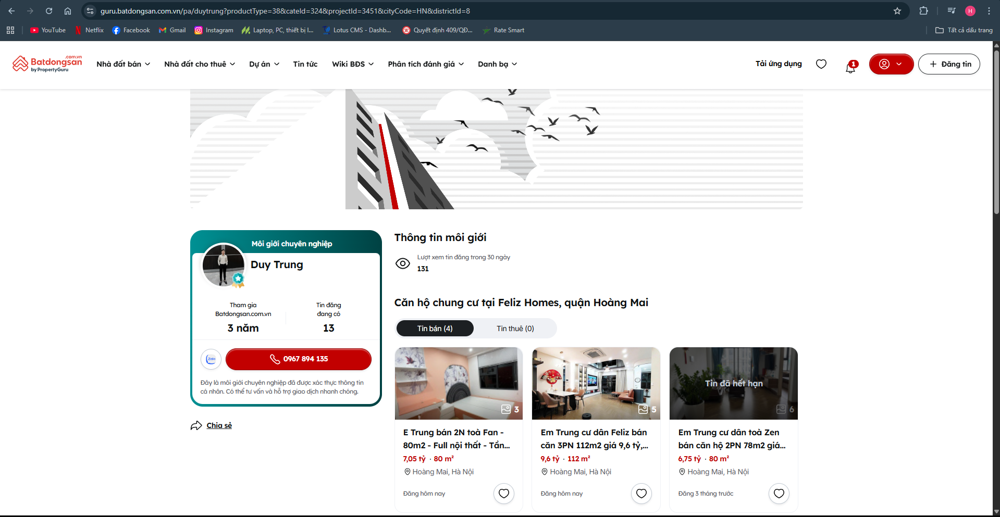 guru.batdongsan.com.vn/pa/duytrung?productType=38&cateId=324&projectId=3451&cityCode=HN&districtId=8
H
YouTube
Netflix
Facebook
Gmail
Instagram
Laptop, PC, thiết bị l...
Lotus CMS - Dashb...
Quyết định 409/QĐ...
Rate Smart
Tất cả dấu trang
Batdongsan
.com.vn
by PropertyGuru
Nhà đất bán
Nhà đất cho thuê
Dự án
Tin tức
Wiki BĐS
Phân tích đánh giá
Danh bạ
Tải ứng dụng
1
+ Đăng tin
Môi giới chuyên nghiệp
Duy Trung
Tham gia
Batdongsan.com.vn
3 năm
Tin đăng
đang có
13
Zalo
0967 894 135
Đây là môi giới chuyên nghiệp đã được xác thực thông tin
cá nhân. Có thể tư vấn và hỗ trợ giao dịch nhanh chóng.
Chia sẻ
Thông tin môi giới
Lượt xem tin đăng trong 30 ngày
131
Căn hộ chung cư tại Feliz Homes, quận Hoàng Mai
Tin bán (4)
Tin thuê (0)
3
E Trung bán 2N toà Fan -
80m2 - Full nội thất - Tần...
7,05 tỷ · 80 m²
Hoàng Mai, Hà Nội
Đăng hôm nay
5
Em Trung cư dân Feliz bán
căn 3PN 112m2 giá 9,6 tỷ,...
9,6 tỷ · 112 m²
Hoàng Mai, Hà Nội
Đăng hôm nay
Tin đã hết hạn
6
Em Trung cư dân toà Zen
bán căn hộ 2PN 78m2 giá...
6,75 tỷ · 80 m²
Hoàng Mai, Hà Nội
Đăng 3 tháng trước